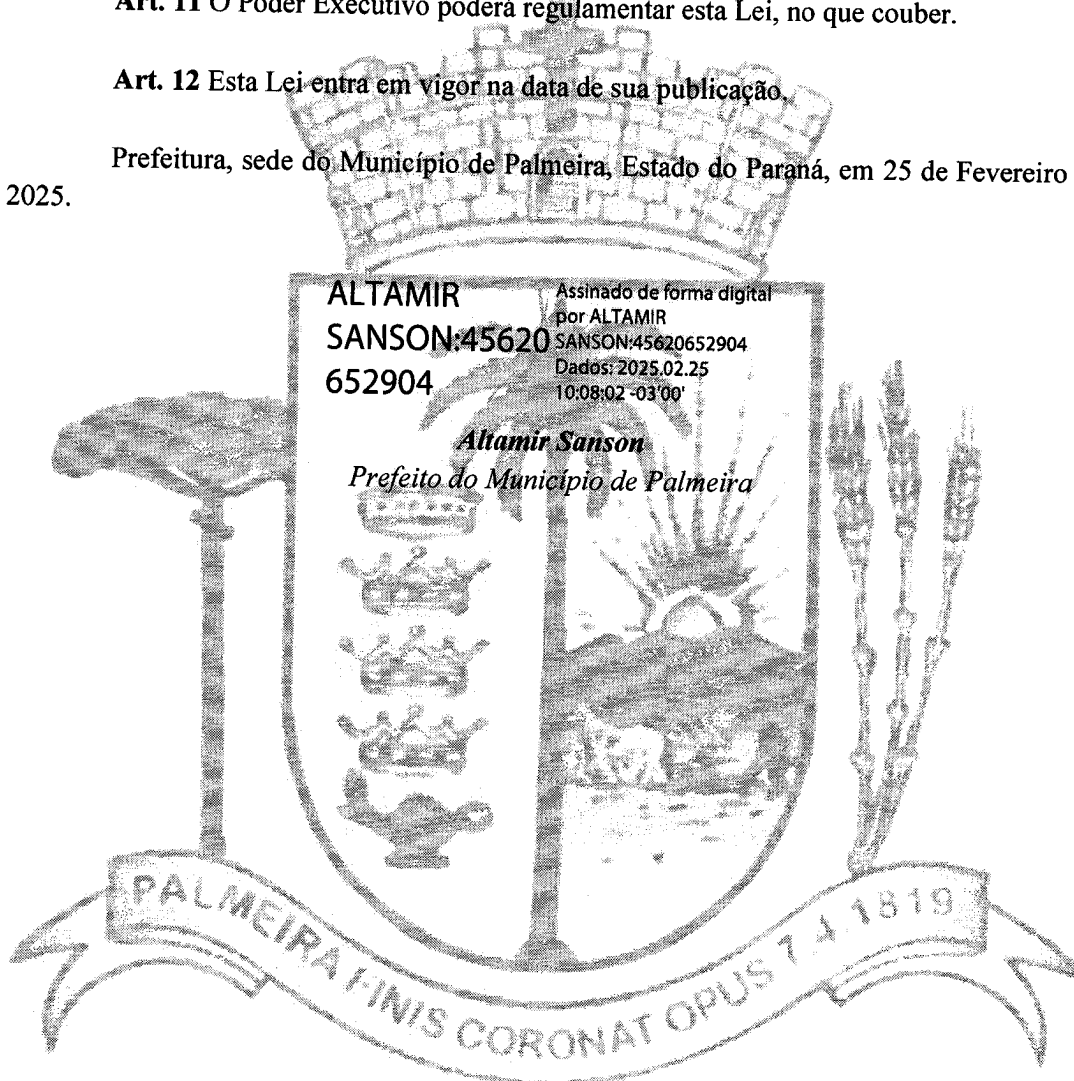 Art. 11 O Poder Executivo poderá regulamentar esta Lei, no que couber.
Art. 12 Esta Lei entra em vigor na data de sua publicação.
Prefeitura, sede do Município de Palmeira, Estado do Paraná, em 25 de Fevereiro
2025.
ALTAMIR
SANSON:45620
652904
Assinado de forma digital
por ALTAMIR
SANSON:45620652904
Dados: 2025.02.25
10:08:02 -03'00'
Altamir Sanson
Prefeito do Município de Palmeira
PALMEIRA FINIS CORONAT OPUS 7.4.1819